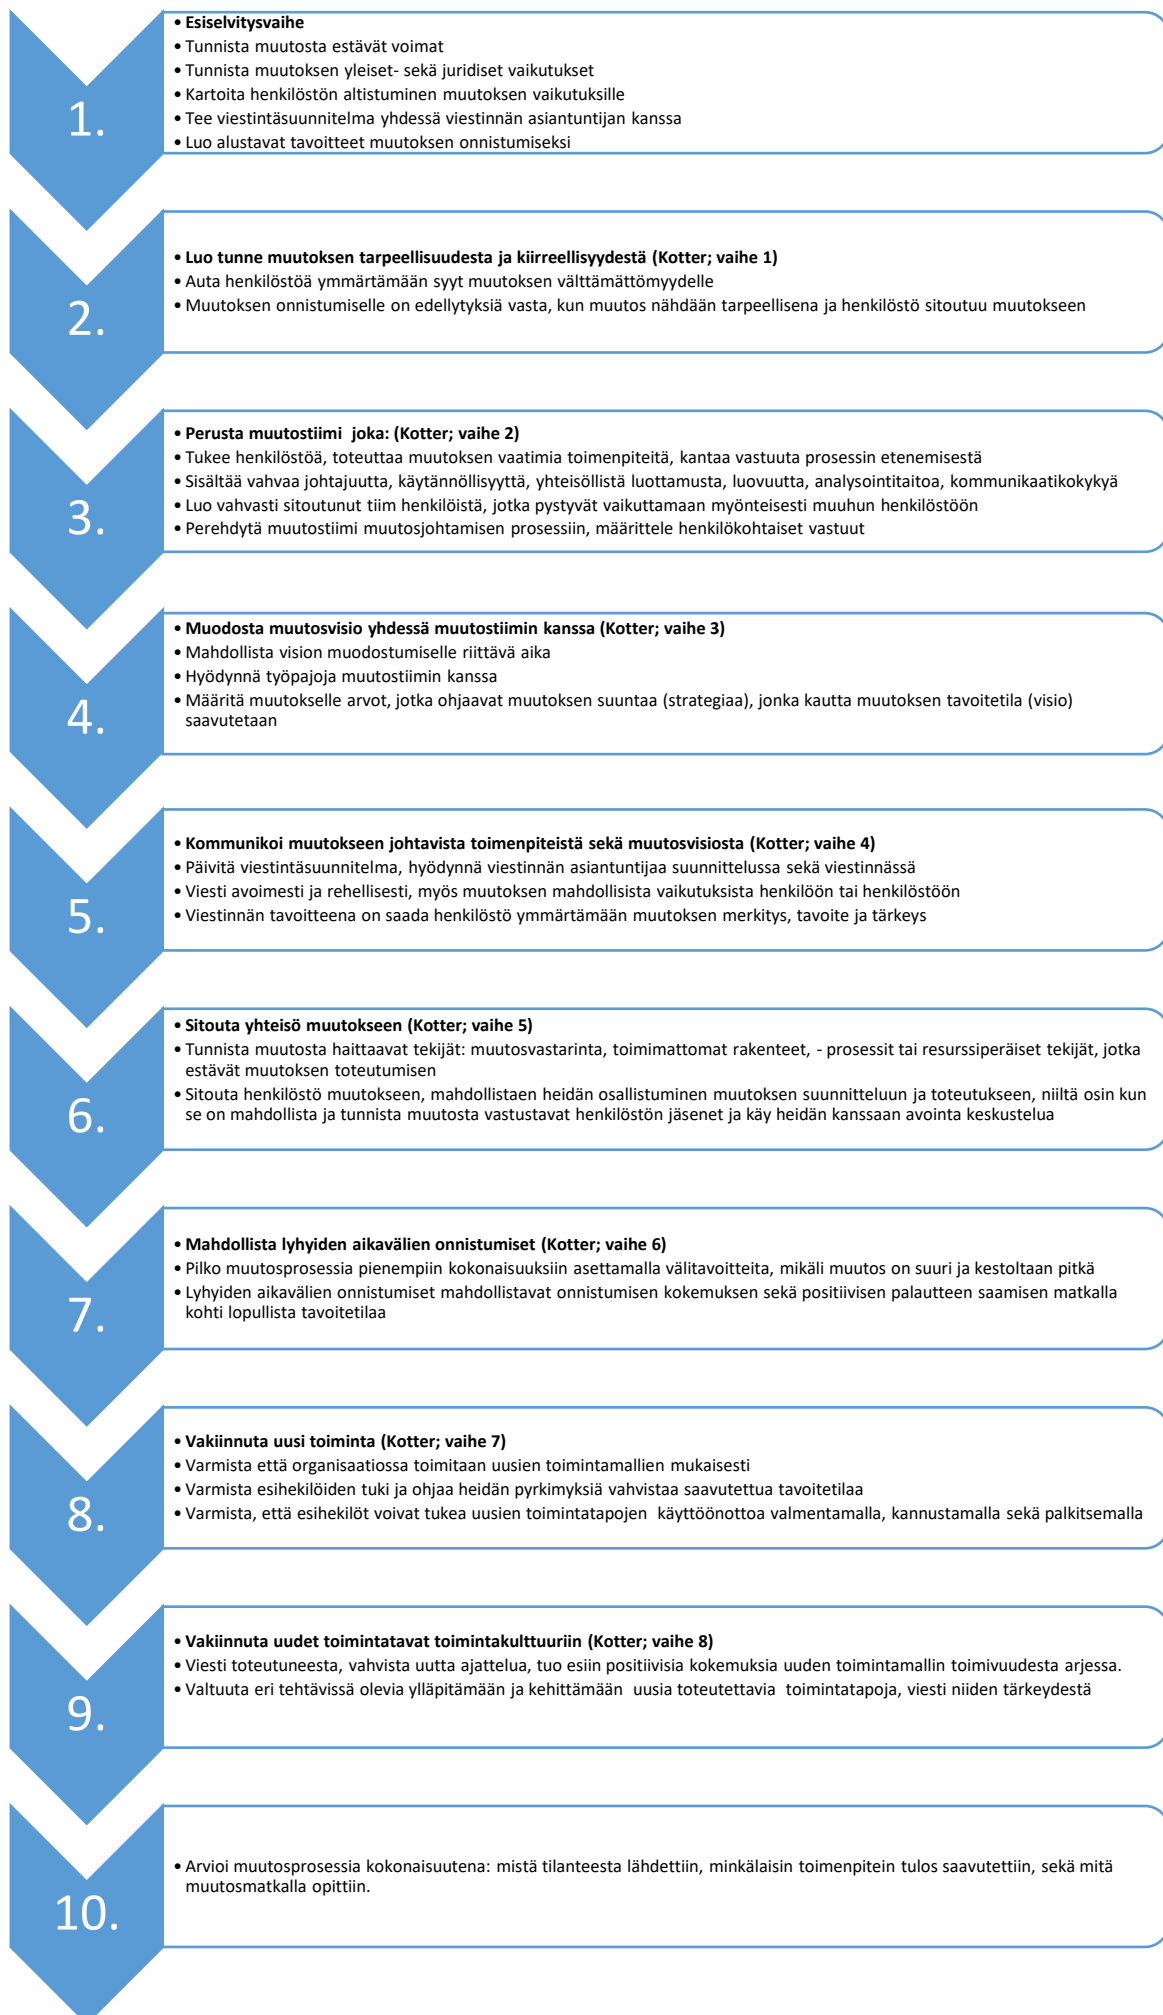 1.
• Esiselvitysvaihe
• Tunnista muutosta estävät voimat
• Tunnista muutoksen yleiset- sekä juridiset vaikutukset
• Kartoita henkilöstön altistuminen muutoksen vaikutuksille
• Tee viestintäsuunnitelma yhdessä viestinnän asiantuntijan kanssa
• Luo alustavat tavoitteet muutoksen onnistumiseksi
2.
• Luo tunne muutoksen tarpeellisuudesta ja kiirreellisyydestä (Kotter; vaihe 1)
• Auta henkilöstöä ymmärtämään syyt muutoksen välttämättömyydelle
• Muutoksen onnistumiselle on edellytyksiä vasta, kun muutos nähdään tarpeellisena ja henkilöstö sitoutuu muutokseen
3.
• Perusta muutostiimi joka: (Kotter; vaihe 2)
• Tukee henkilöstöä, toteuttaa muutoksen vaatimia toimenpiteitä, kantaa vastuuta prosessin etenemisestä
• Sisältää vahvaa johtajuutta, käytännöllisyyttä, yhteisöllistä luottamusta, luovuutta, analysointitaitoa, kommunikaatikokykyä
• Luo vahvasti sitoutunut tiim henkilöistä, jotka pystyvät vaikuttamaan myönteisesti muuhun henkilöstöön
• Perehdytä muutostiimi muutosjohtamisen prosessiin, määrittele henkilökohtaiset vastuut
4.
• Muodosta muutosvisio yhdessä muutostiimin kanssa (Kotter; vaihe 3)
• Mahdollista vision muodostumiselle riittävä aika
• Hyödynnä työpajoja muutostiimin kanssa
• Määritä muutokselle arvot, jotka ohjaavat muutoksen suuntaa (strategiaa), jonka kautta muutoksen tavoitetila (visio)
saavutetaan
5.
• Kommunikoi muutokseen johtavista toimenpiteistä sekä muutosvisiosta (Kotter; vaihe 4)
• Päivitä viestintäsuunnitelma, hyödynnä viestinnän asiantuntijaa suunnittelussa sekä viestinnässä
• Viesti avoimesti ja rehellisesti, myös muutoksen mahdollisista vaikutuksista henkilöön tai henkilöstöön
• Viestinnän tavoitteena on saada henkilöstö ymmärtämään muutoksen merkitys, tavoite ja tärkeys
6.
• Sitouta yhteisö muutokseen (Kotter; vaihe 5)
• Tunnista muutosta haittaavat tekijät: muutosvastarinta, toimimattomat rakenteet, - prosessit tai resurssiperäiset tekijät, jotka
estävät muutoksen toteutumisen
• Sitouta henkilöstö muutokseen, mahdollistaen heidän osallistuminen muutoksen suunnitteluun ja toteutukseen, niiltä osin kun
se on mahdollista ja tunnista muutosta vastustavat henkilöstön jäsenet ja käy heidän kanssaan avointa keskustelua
7.
• Mahdollista lyhyiden aikavälien onnistumiset (Kotter; vaihe 6)
• Pilko muutosprosessia pienempiin kokonaisuuksiin asettamalla välitavoitteita, mikäli muutos on suuri ja kestoltaan pitkä
• Lyhyiden aikavälien onnistumiset mahdollistavat onnistumisen kokemuksen sekä positiivisen palautteen saamisen matkalla
kohti lopullista tavoitetilaa
8.
• Vakiinnuta uusi toiminta (Kotter; vaihe 7)
• Varmista että organisaatiossa toimitaan uusien toimintamallien mukaisesti
• Varmista esihekilöiden tuki ja ohjaa heidän pyrkimyksiä vahvistaa saavutettua tavoitetilaa
• Varmista, että esihekilöt voivat tukea uusien toimintatapojen käyttöönottoa valmentamalla, kannustamalla sekä palkitsemalla
9.
• Vakiinnuta uudet toimintatavat toimintakulttuuriin (Kotter; vaihe 8)
• Viesti toteutuneesta, vahvista uutta ajattelua, tuo esiin positiivisia kokemuksia uuden toimintamallin toimivuudesta arjessa.
• Valtuuta eri tehtävissä olevia ylläpitämään ja kehittämään uusia toteutettavia toimintatapoja, viesti niiden tärkeydestä
10.
• Arvioi muutosprosessia kokonaisuutena: mistä tilanteesta lähdettiin, minkälaisin toimenpitein tulos saavutettiin, sekä mitä
muutosmatkalla opittiin.